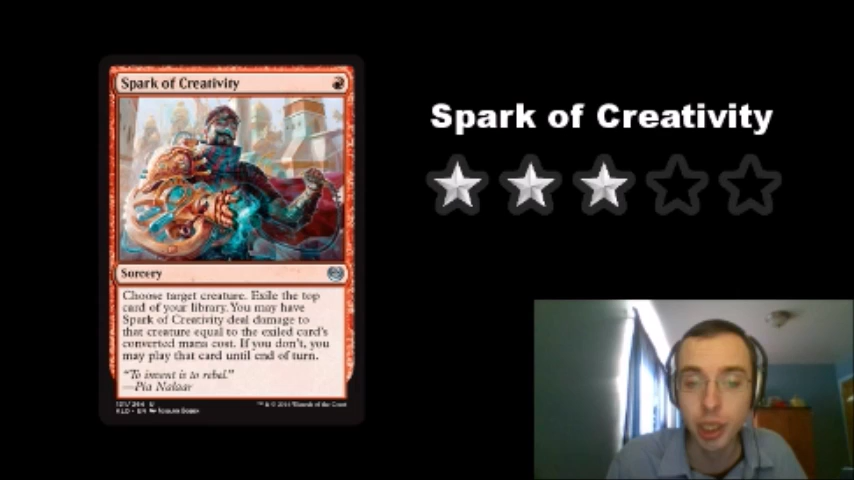 Spark of Creativity
Sorcery
Choose target creature. Exile the top
card of your library. You may have
Spark of Creativity deal damage to
that creature equal to the exiled card's
converted mana cost. If you don't, you
may play that card until end of turn.
"To invent is to rebel."
—Pia Nalaar
KLD • EN
Spark of Creativity